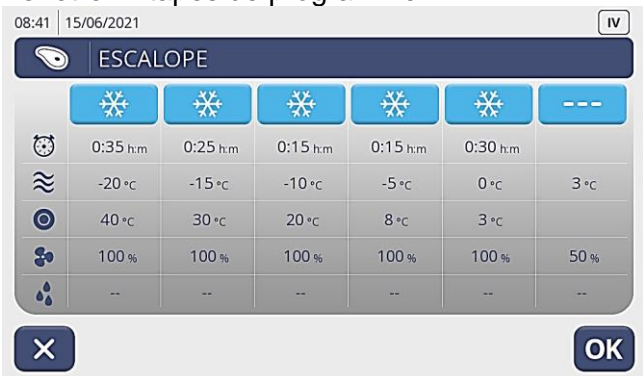 08:41 15/06/2021 IV
ESCALOPE
---
0:35 h:m 0:25 h:m 0:15 h:m 0:15 h:m 0:30 h:m
-20 °C -15 °C -10 °C -5 °C 0 °C 3 °C
40 °C 30 °C 20 °C 8 °C 3 °C
100 % 100 % 100 % 100 % 100 % 50 %
-- -- -- -- -- --
OK